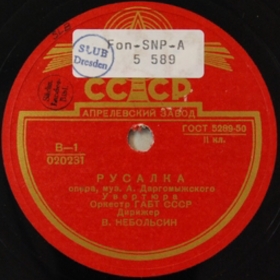 Fon-SNP-A
5 589
SLUB
Dresden
СССР
АПРЕЛЕВСКИЙ ЗАВОД
ГОСТ 5289-50
II кл.
В—1
020231
РУСАЛКА
опера, муз. А. Даргомыжского
Увертюра
Оркестр ГАБТ СССР
Дирижер
В. НЕБОЛЬСИН